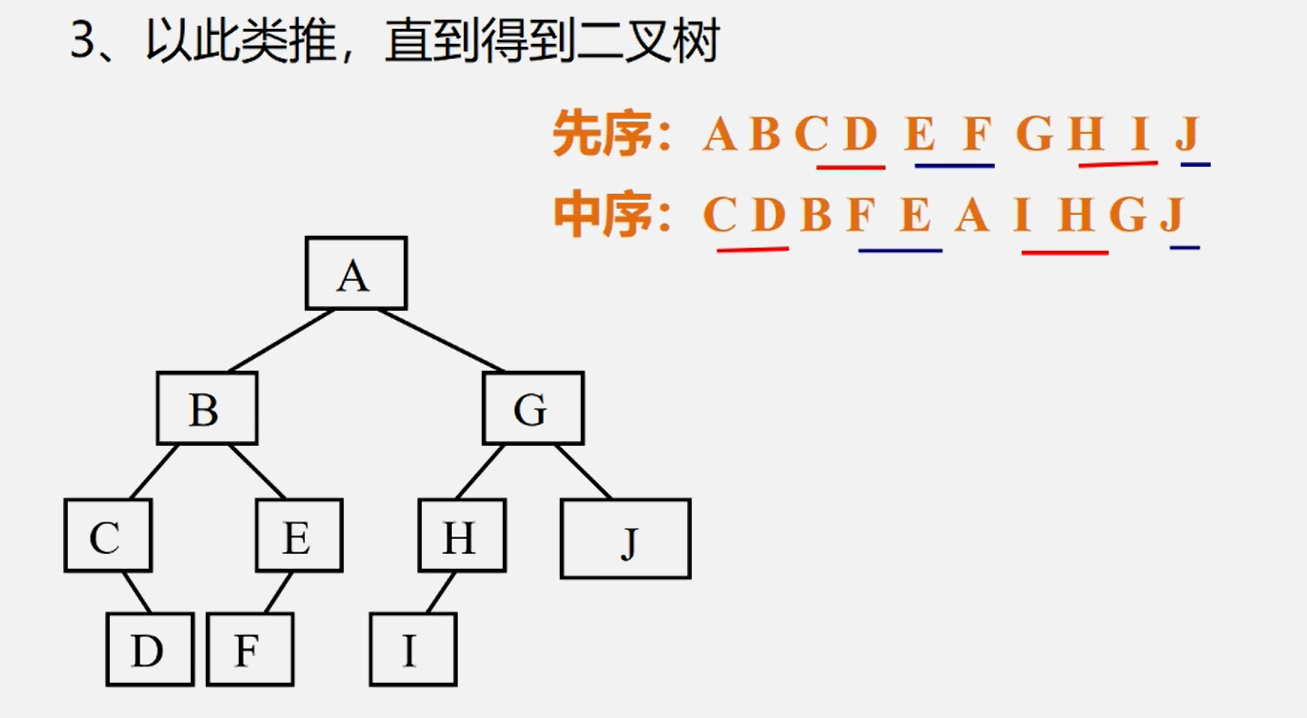 3、以此类推，直到得到二叉树
先序：A B C D E F G H I J
中序：C D B F E A I H G J
A
B G
C E H J
D F I